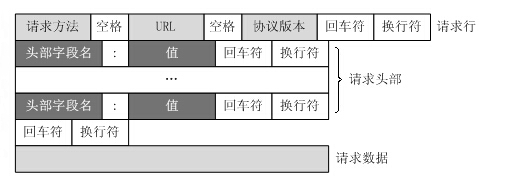 请求方法 空格 URL 空格 协议版本 回车符 换行符 请求行
头部字段名 : 值 回车符 换行符
… 请求头部
头部字段名 : 值 回车符 换行符
回车符 换行符
请求数据